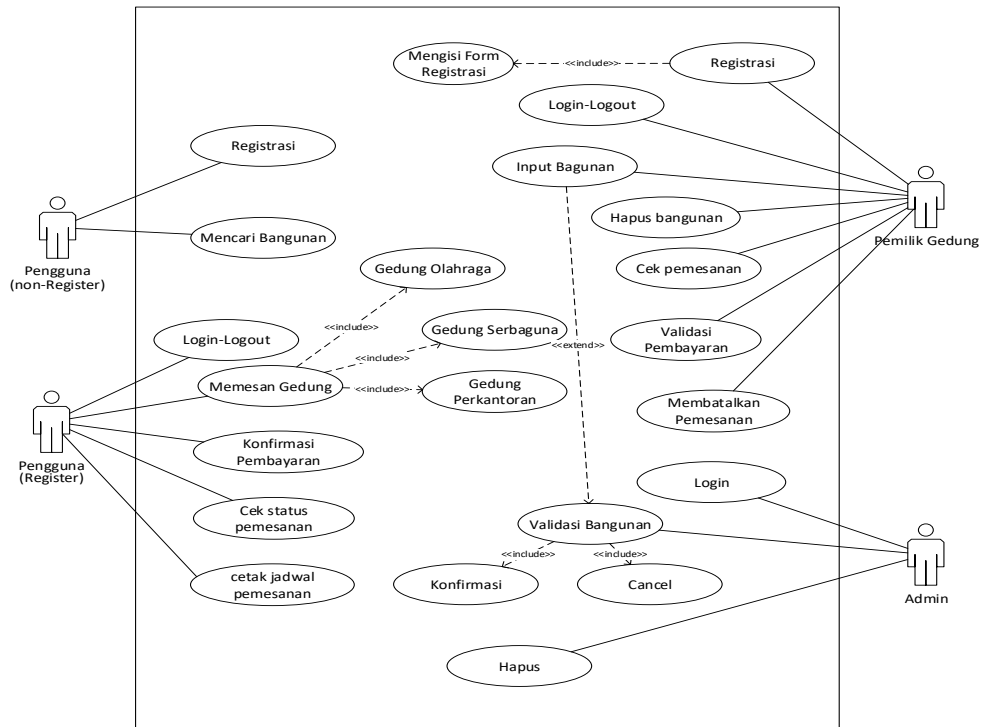 Mengisi Form
Registrasi
<<include>>
Registrasi
Login-Logout
Registrasi
Input Bagunan
Hapus bangunan
Pemilik Gedung
Mencari Bangunan
Pengguna
(non-Register)
Gedung Olahraga
Cek pemesanan
<<include>>
Gedung Serbaguna
Login-Logout
<<extend>>
Validasi
Pembayaran
<<include>>
Memesan Gedung
<<include>>
Gedung
Perkantoran
Membatalkan
Pemesanan
Konfirmasi
Pembayaran
Pengguna
(Register)
Login
Cek status
pemesanan
Validasi Bangunan
<<include>>
<<include>>
cetak jadwal
pemesanan
Konfirmasi
Cancel
Admin
Hapus